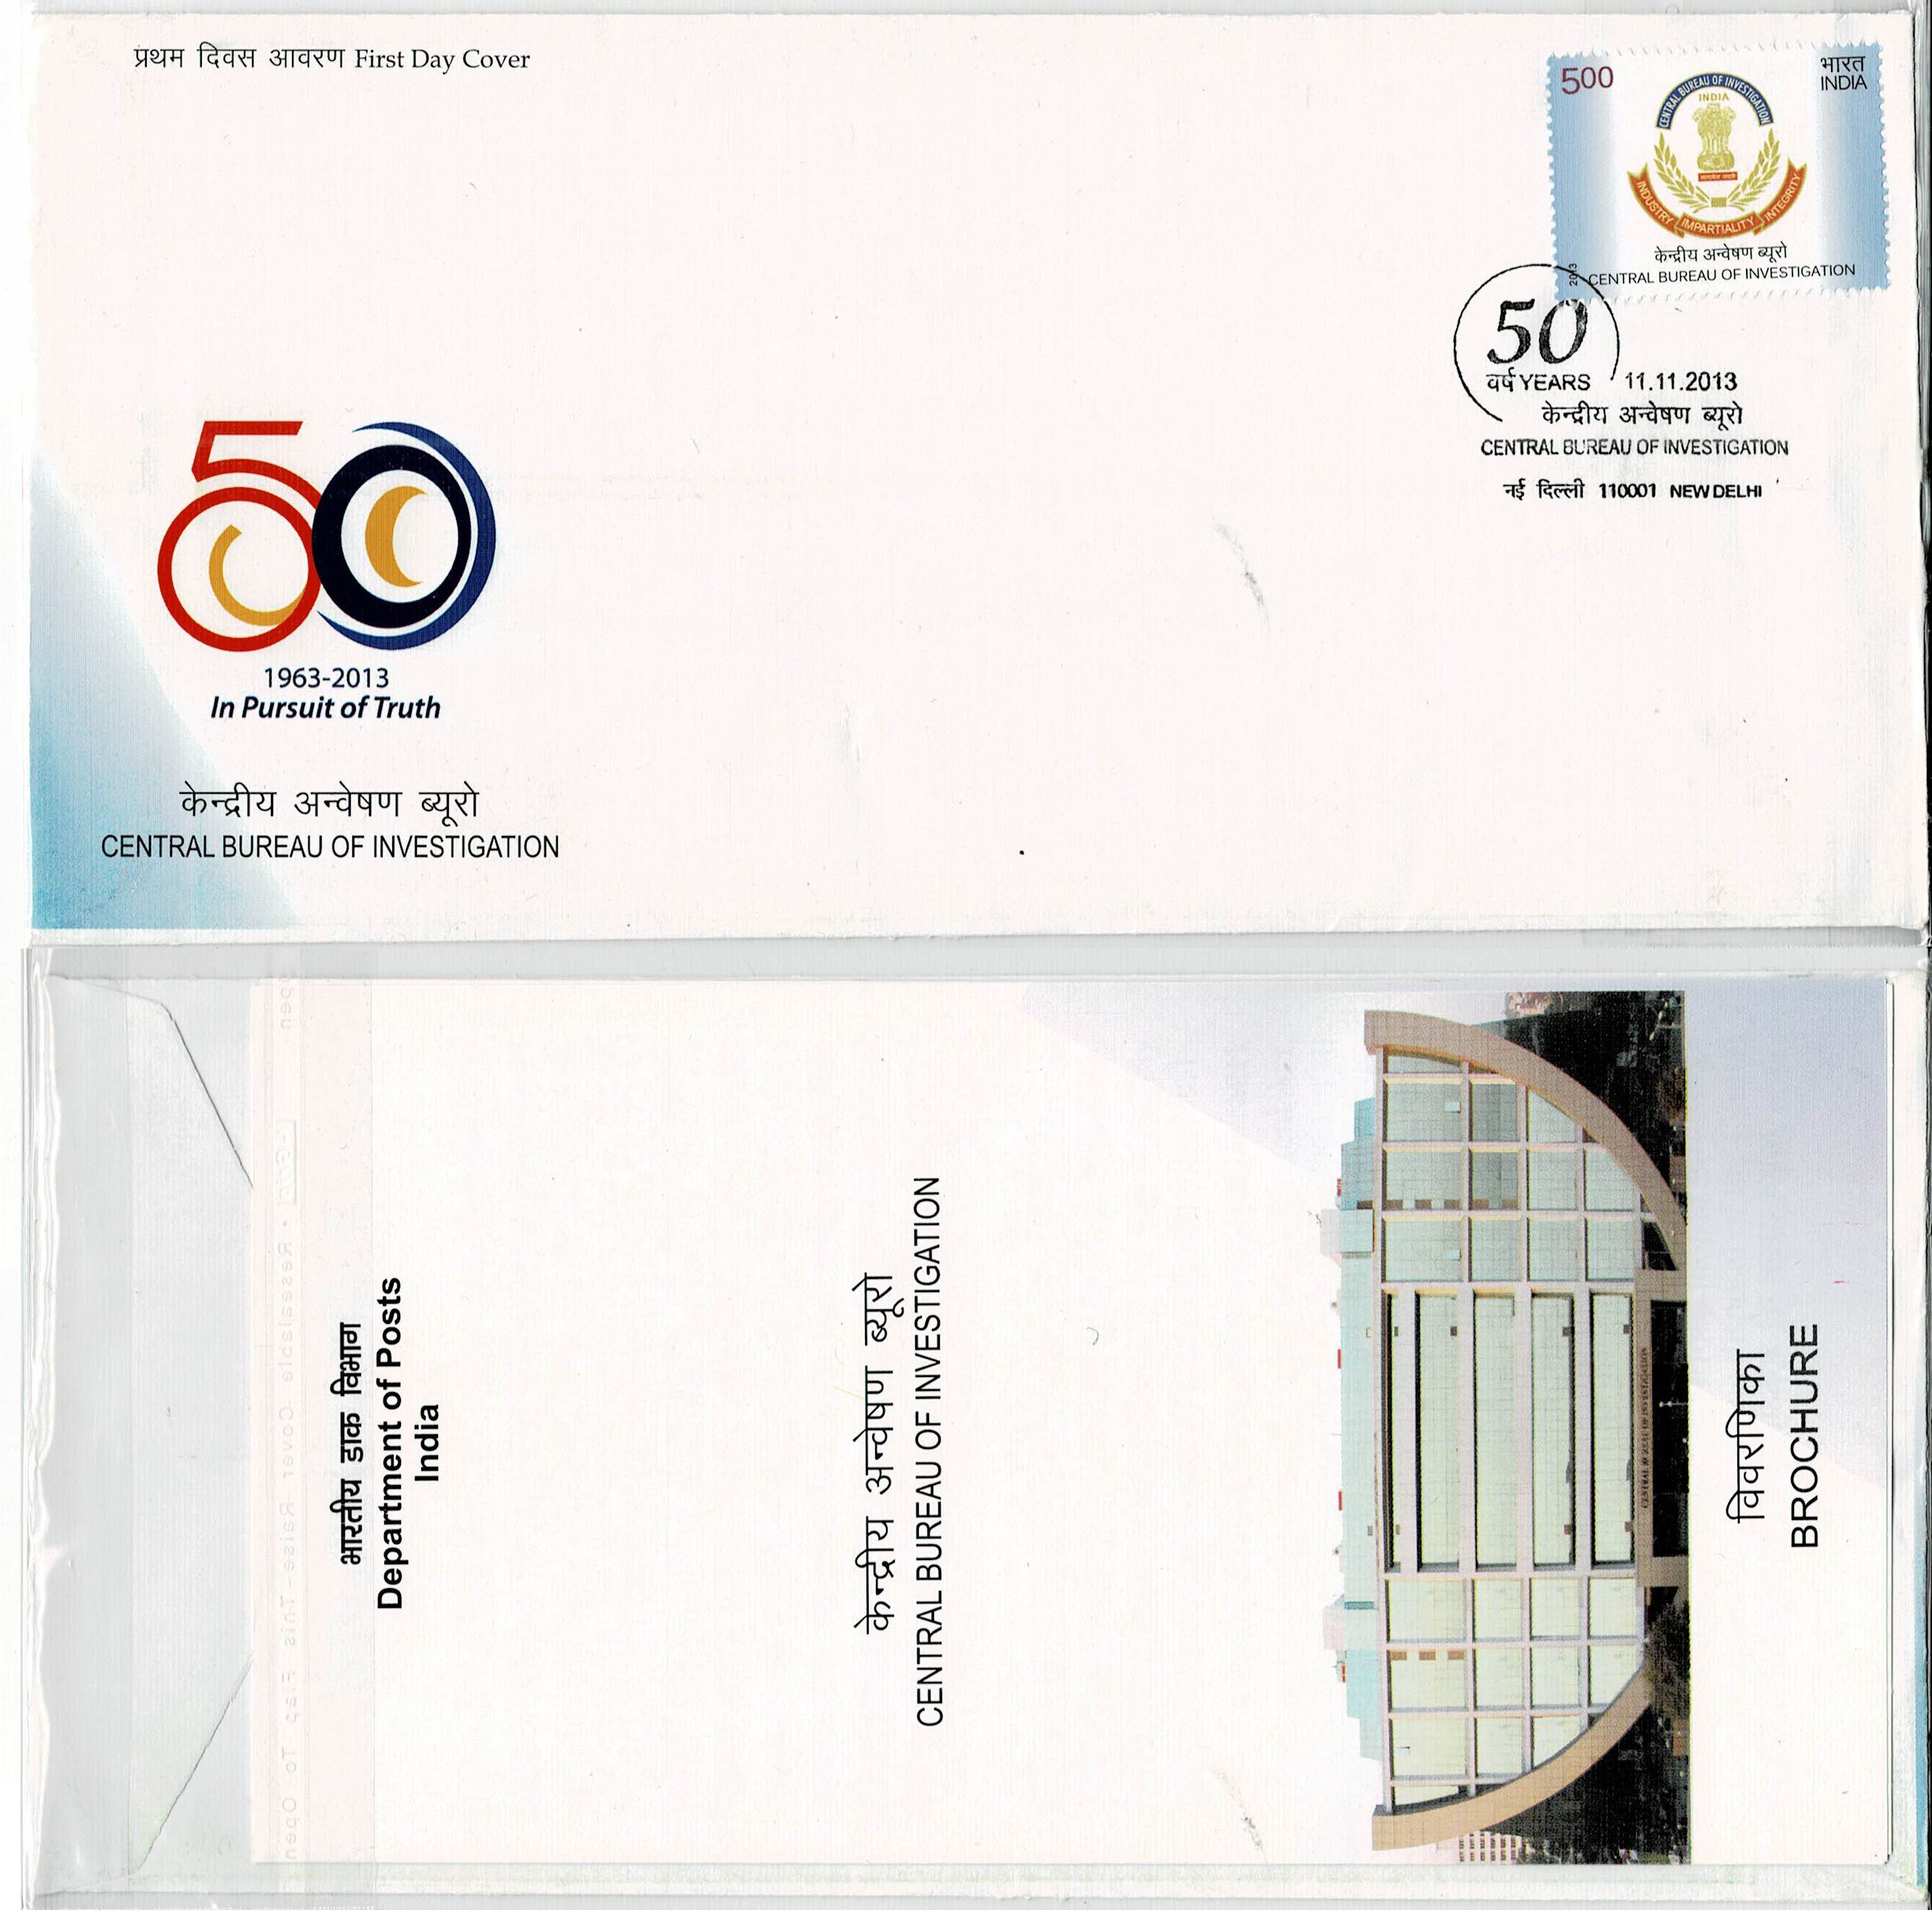 प्रथम दिवस आवरण First Day Cover
500
भारत
INDIA
CENTRAL BUREAU OF INVESTIGATION
INDIA
सत्यमेव जयते
INDUSTRY IMPARTIALITY INTEGRITY
केन्द्रीय अन्वेषण ब्यूरो
CENTRAL BUREAU OF INVESTIGATION
2013
50
वर्ष YEARS 11.11.2013
केन्द्रीय अन्वेषण ब्यूरो
CENTRAL BUREAU OF INVESTIGATION
नई दिल्ली 110001 NEW DELHI
50
1963-2013
In Pursuit of Truth
केन्द्रीय अन्वेषण ब्यूरो
CENTRAL BUREAU OF INVESTIGATION
Resealable Cover Raise This Flap To Open
भारतीय डाक विभाग
Department of Posts
India
केन्द्रीय अन्वेषण ब्यूरो
CENTRAL BUREAU OF INVESTIGATION
CENTRAL BUREAU OF INVESTIGATION
विवरणिका
BROCHURE